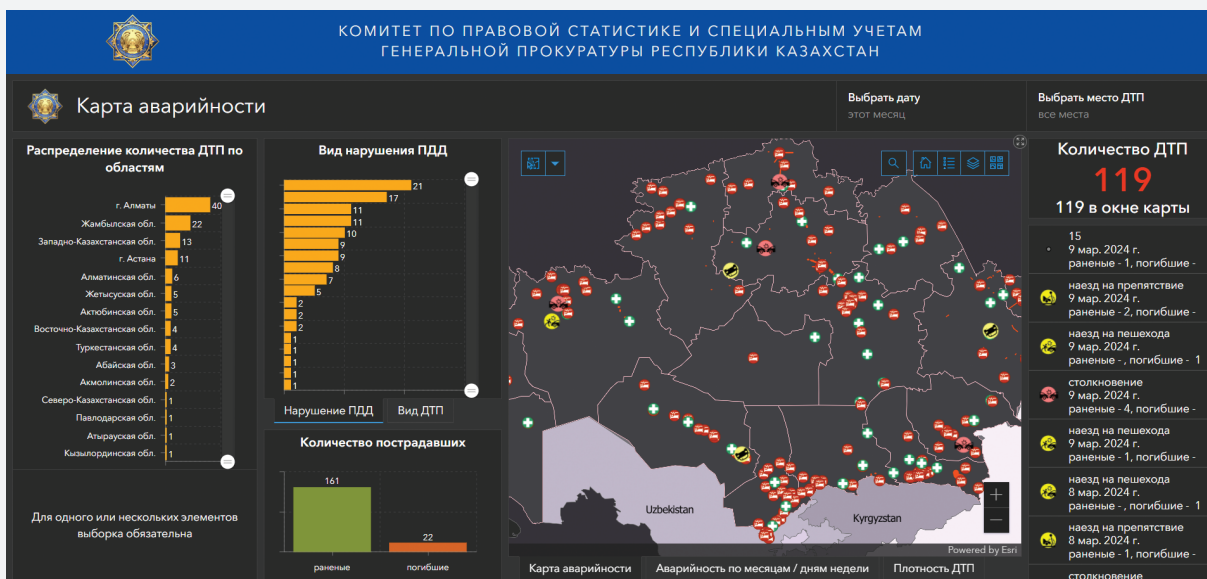 КОМИТЕТ ПО ПРАВОВОЙ СТАТИСТИКЕ И СПЕЦИАЛЬНЫМ УЧЕТАМ
ГЕНЕРАЛЬНОЙ ПРОКУРАТУРЫ РЕСПУБЛИКИ КАЗАХСТАН
Карта аварийности
Выбрать дату
этот месяц
Выбрать место ДТП
все места
Распределение количества ДТП по
областям
г. Алматы 40
Жамбылская обл. 22
Западно-Казахстанская обл. 13
г. Астана 11
Алматинская обл. 6
Жетысуская обл. 5
Актюбинская обл. 5
Восточно-Казахстанская обл. 4
Туркестанская обл. 4
Абайская обл. 3
Акмолинская обл. 2
Северо-Казахстанская обл. 1
Павлодарская обл. 1
Атырауская обл. 1
Кызылординская обл. 1
Для одного или нескольких элементов
выборка обязательна
Вид нарушения ПДД
21
17
11
11
10
9
9
8
7
5
2
2
2
1
1
1
1
1
Нарушение ПДД Вид ДТП
Количество пострадавших
161
22
раненые погибшие
Uzbekistan
Kyrgyzstan
Powered by Esri
Карта аварийности Аварийность по месяцам / дням недели Плотность ДТП
Количество ДТП
119
119 в окне карты
15
9 мар. 2024 г.
раненые - 1, погибшие -
наезд на препятствие
9 мар. 2024 г.
раненые - 2, погибшие -
наезд на пешехода
9 мар. 2024 г.
раненые - , погибшие - 1
столкновение
9 мар. 2024 г.
раненые - 4, погибшие -
наезд на пешехода
9 мар. 2024 г.
раненые - 1, погибшие -
наезд на пешехода
8 мар. 2024 г.
раненые - , погибшие - 1
наезд на препятствие
8 мар. 2024 г.
раненые - 1, погибшие -
столкновение